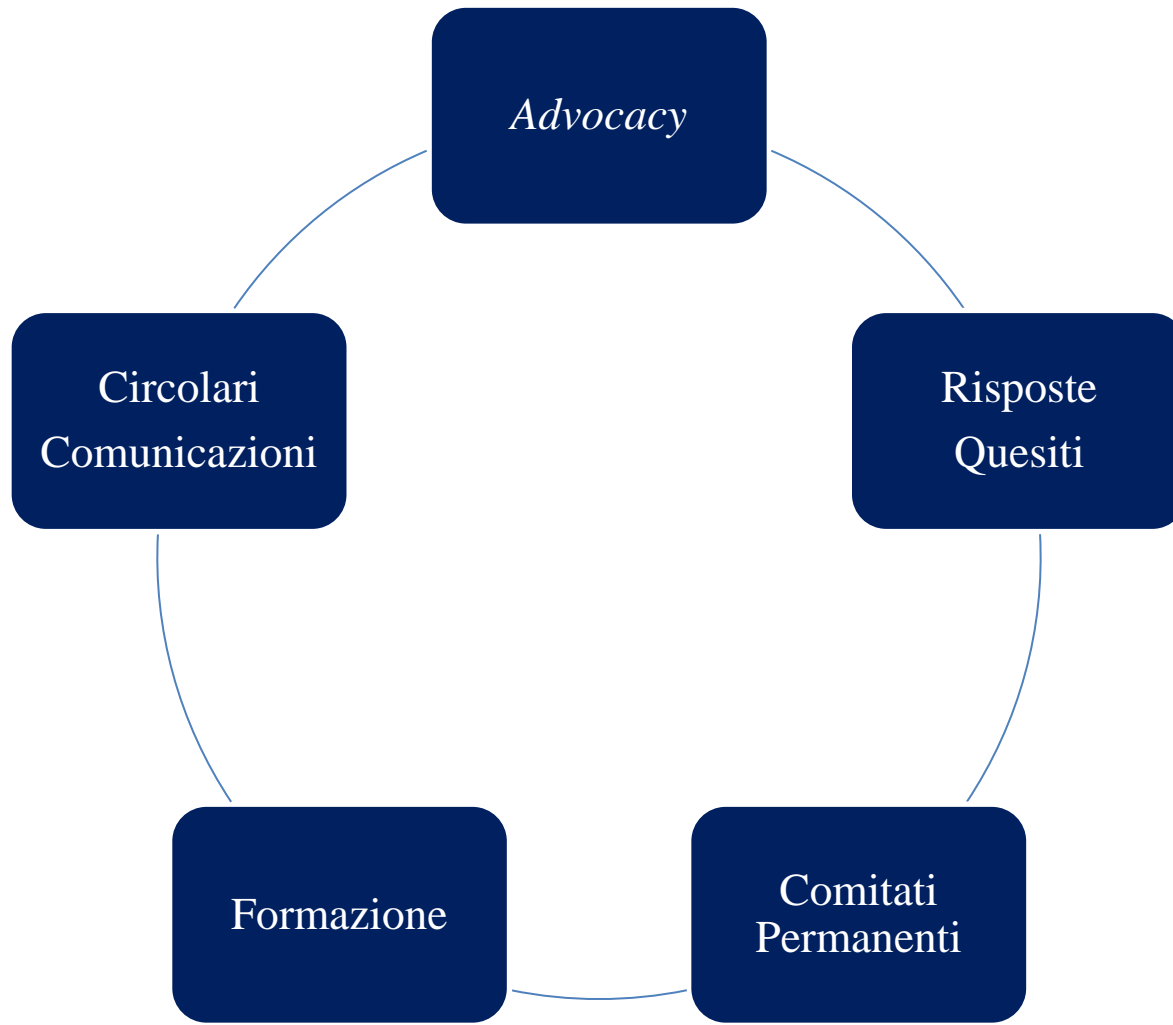 Advocacy
Circolari
Comunicazioni
Risposte
Quesiti
Formazione
Comitati
Permanenti